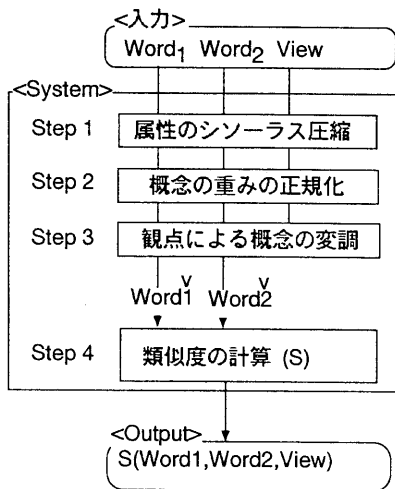 <入力>
Word1 Word2 View
<System>
Step 1 属性のシソーラス圧縮
Step 2 概念の重みの正規化
Step 3 観点による概念の変調
Word1v Word2v
Step 4 類似度の計算 (S)
<Output>
S(Word1,Word2,View)